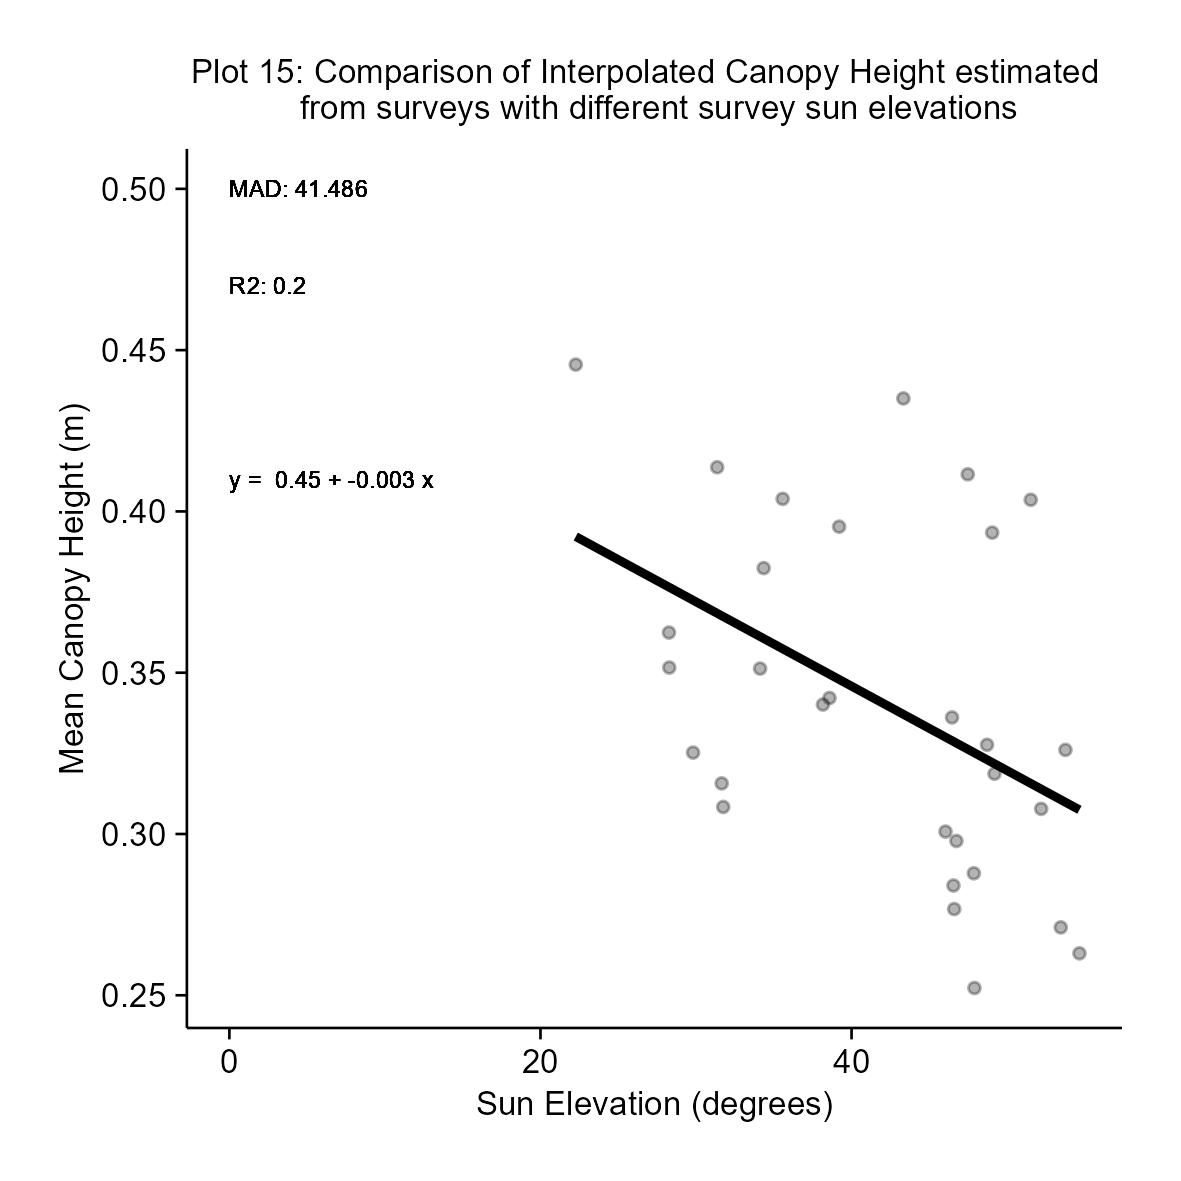 Plot 15: Comparison of Interpolated Canopy Height estimated
from surveys with different survey sun elevations
0.50
MAD: 41.486
R2: 0.2
0.45
y =  0.45 + -0.003 x
0.40
0.35
0.30
0.25
Mean Canopy Height (m)
0
20
40
Sun Elevation (degrees)